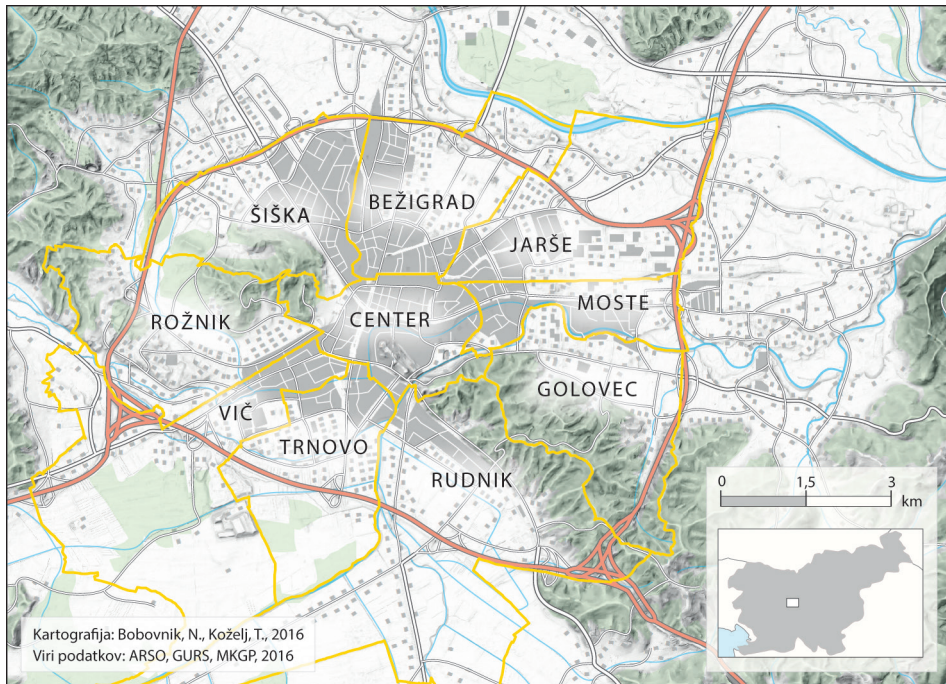 BEŽIGRAD
ŠIŠKA
JARŠE
MOSTE
ROŽNIK
CENTER
GOLOVEC
VIČ
TRNOVO
RUDNIK
0 1,5 3
km
Kartografija: Bobovnik, N., Koželj, T., 2016
Viri podatkov: ARSO, GURS, MKGP, 2016